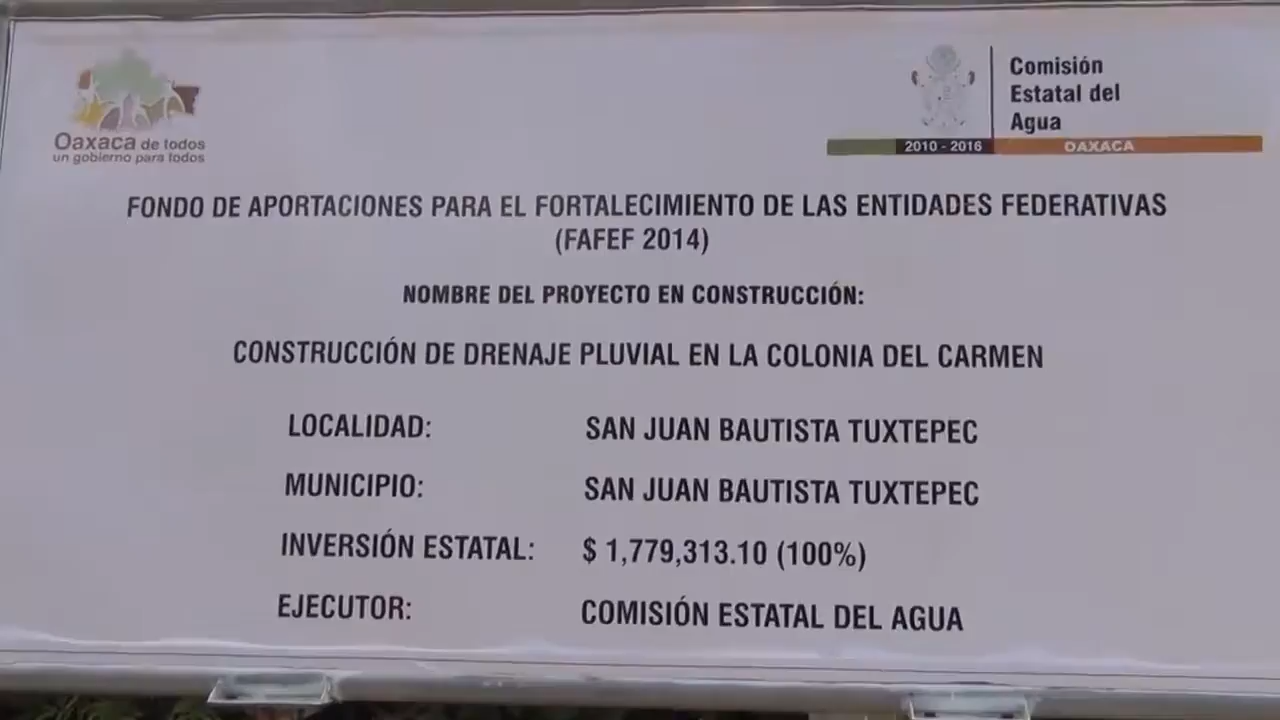 Oaxaca de todos
un gobierno para todos
Comisión
Estatal del
Agua
2010 - 2016 OAXACA
FONDO DE APORTACIONES PARA EL FORTALECIMIENTO DE LAS ENTIDADES FEDERATIVAS
(FAFEF 2014)
NOMBRE DEL PROYECTO EN CONSTRUCCIÓN:
CONSTRUCCIÓN DE DRENAJE PLUVIAL EN LA COLONIA DEL CARMEN
LOCALIDAD: SAN JUAN BAUTISTA TUXTEPEC
MUNICIPIO: SAN JUAN BAUTISTA TUXTEPEC
INVERSIÓN ESTATAL: $ 1,779,313.10 (100%)
EJECUTOR: COMISIÓN ESTATAL DEL AGUA